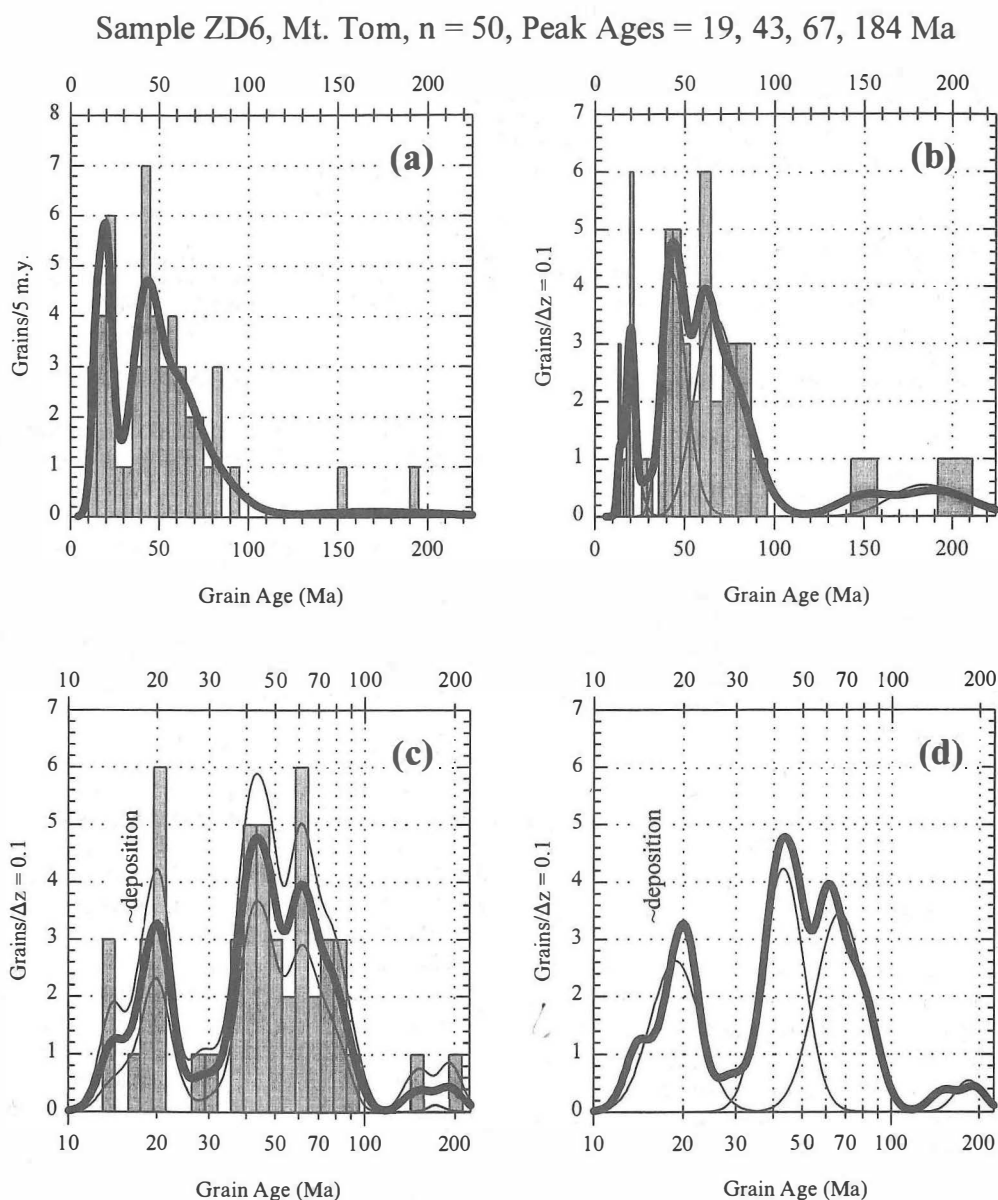 Sample ZD6, Mt. Tom, n = 50, Peak Ages = 19, 43, 67, 184 Ma
0 50 100 150 200
8
7
6
5
4
3
2
1
0
Grains/5 m.y.
(a)
0 50 100 150 200
Grain Age (Ma)
0 50 100 150 200
7
6
5
4
3
2
1
0
Grains/Δz = 0.1
(b)
0 50 100 150 200
Grain Age (Ma)
10 20 30 50 70 100 200
7
6
5
4
3
2
1
0
Grains/Δz = 0.1
~deposition
(c)
10 20 30 50 70 100 200
Grain Age (Ma)
10 20 30 50 70 100 200
7
6
5
4
3
2
1
0
Grains/Δz = 0.1
~deposition
(d)
10 20 30 50 70 100 200
Grain Age (Ma)